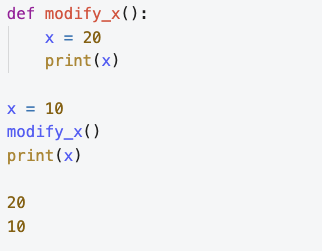 def modify_x():
    x = 20
    print(x)

x = 10
modify_x()
print(x)

20
10